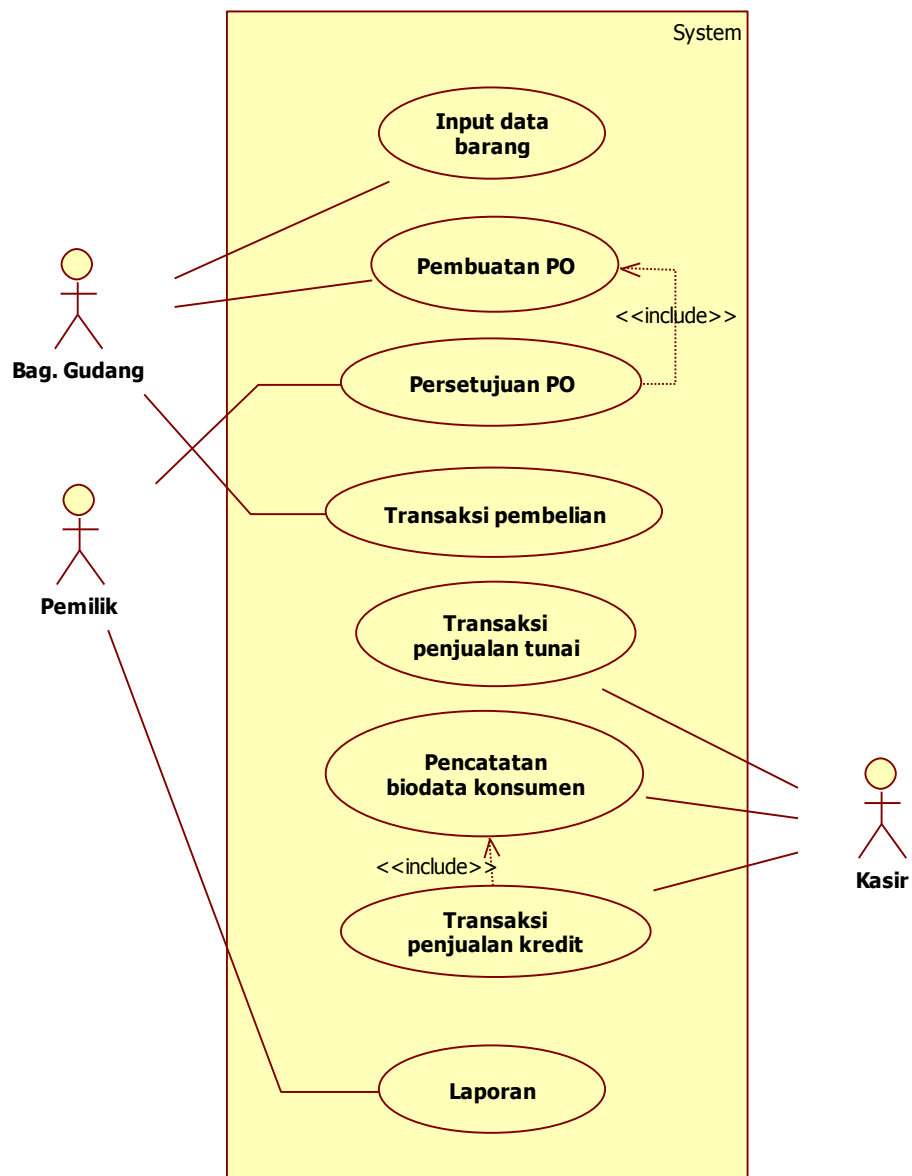 System
Input data
barang
Pembuatan PO
<<include>>
Bag. Gudang
Persetujuan PO
Transaksi pembelian
Pemilik
Transaksi
penjualan tunai
Pencatatan
biodata konsumen
<<include>>
Kasir
Transaksi
penjualan kredit
Laporan